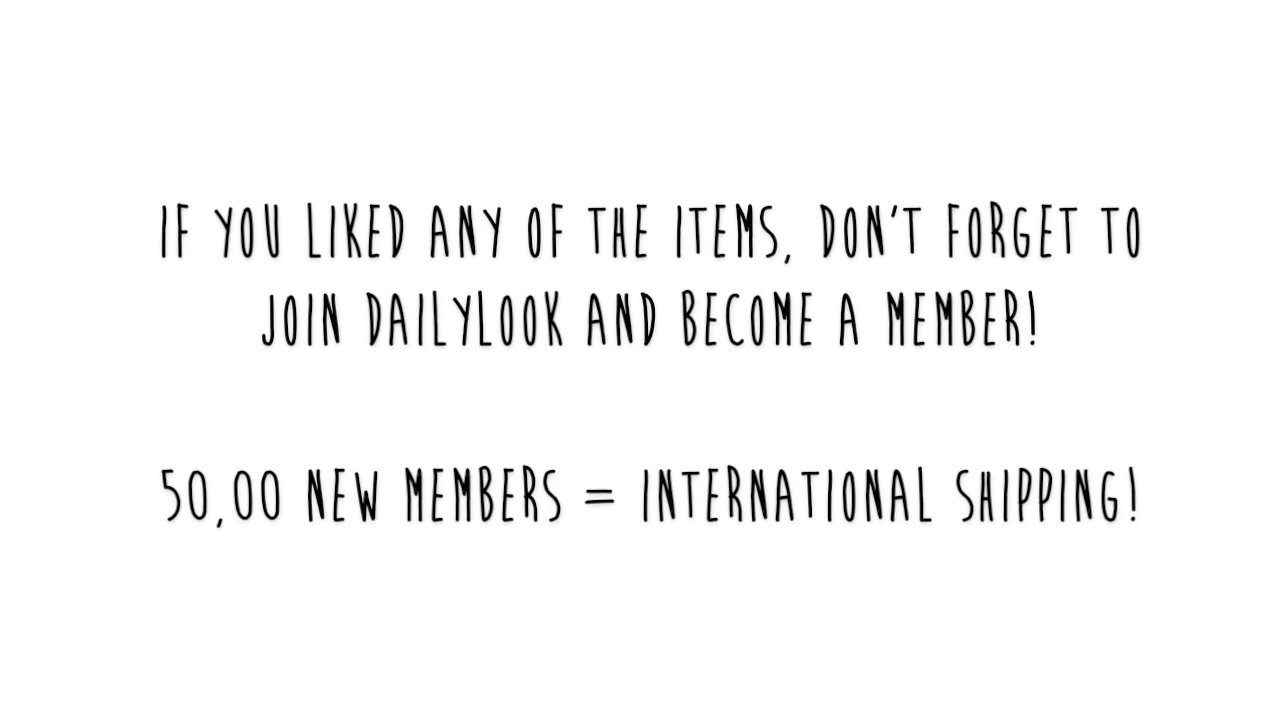 IF YOU LIKED ANY OF THE ITEMS, DON'T FORGET TO
JOIN DAILYLOOK AND BECOME A MEMBER!
50,00 NEW MEMBERS = INTERNATIONAL SHIPPING!